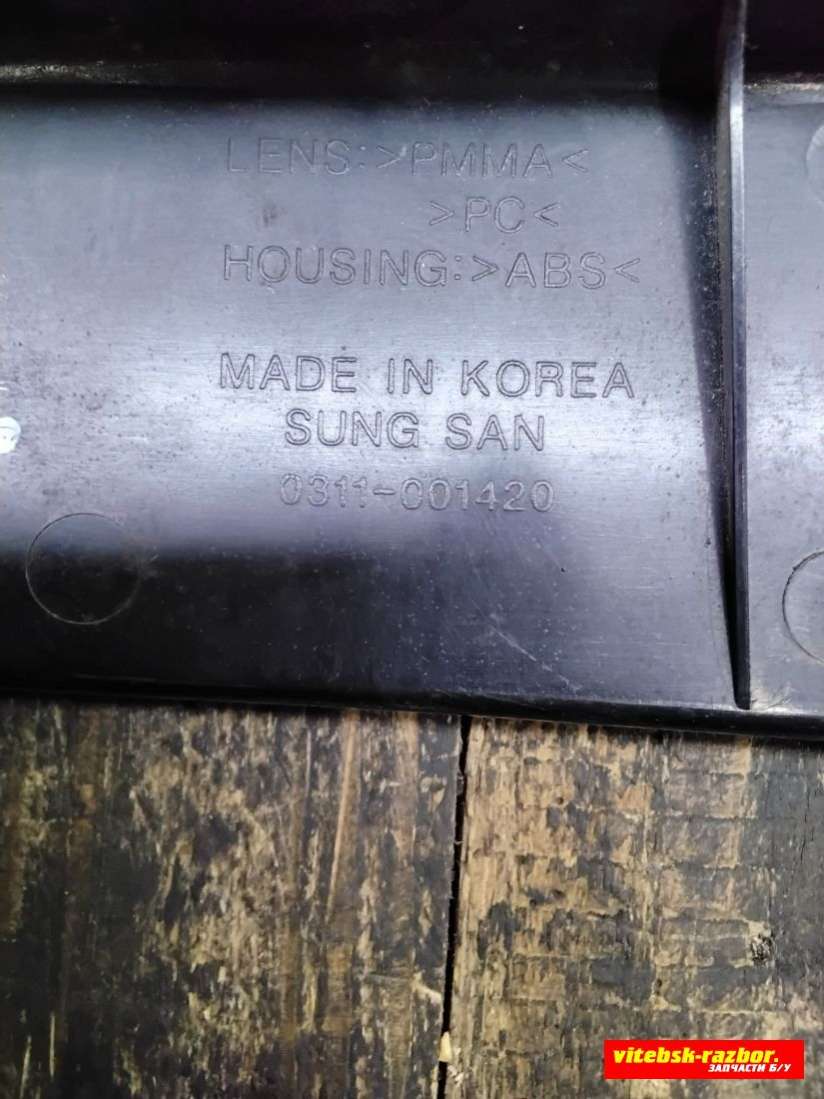 LENS:>PMMA<
>PC<
HOUSING:>ABS<
MADE IN KOREA
SUNG SAN
0311-001420
vitebsk-razbor.
ЗАПЧАСТИ Б/У